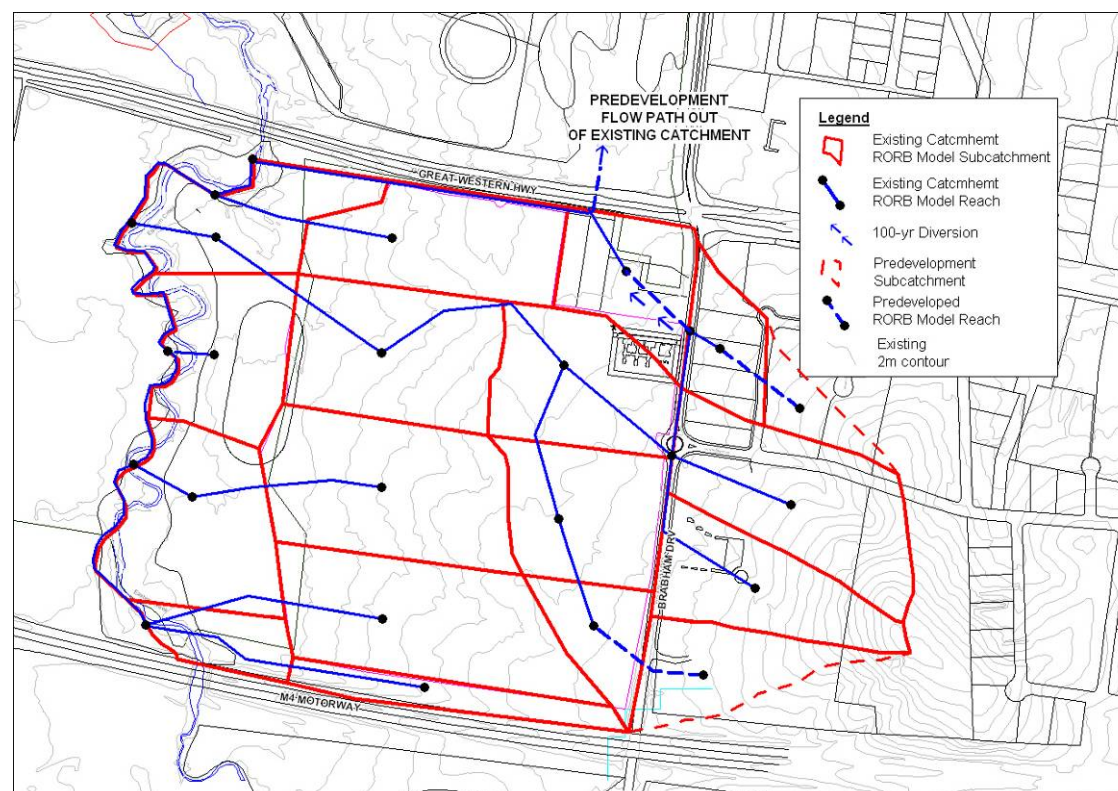 PREDEVELOPMENT
FLOW PATH OUT
OF EXISTING CATCHMENT
GREAT WESTERN HWY
Legend
Existing Catcmhemt
RORB Model Subcatchment
Existing Catcmhemt
RORB Model Reach
100-yr Diversion
Predevelopment
Subcatchment
Predeveloped
RORB Model Reach
Existing
2m contour
BRABHAM DRV
M4 MOTORWAY